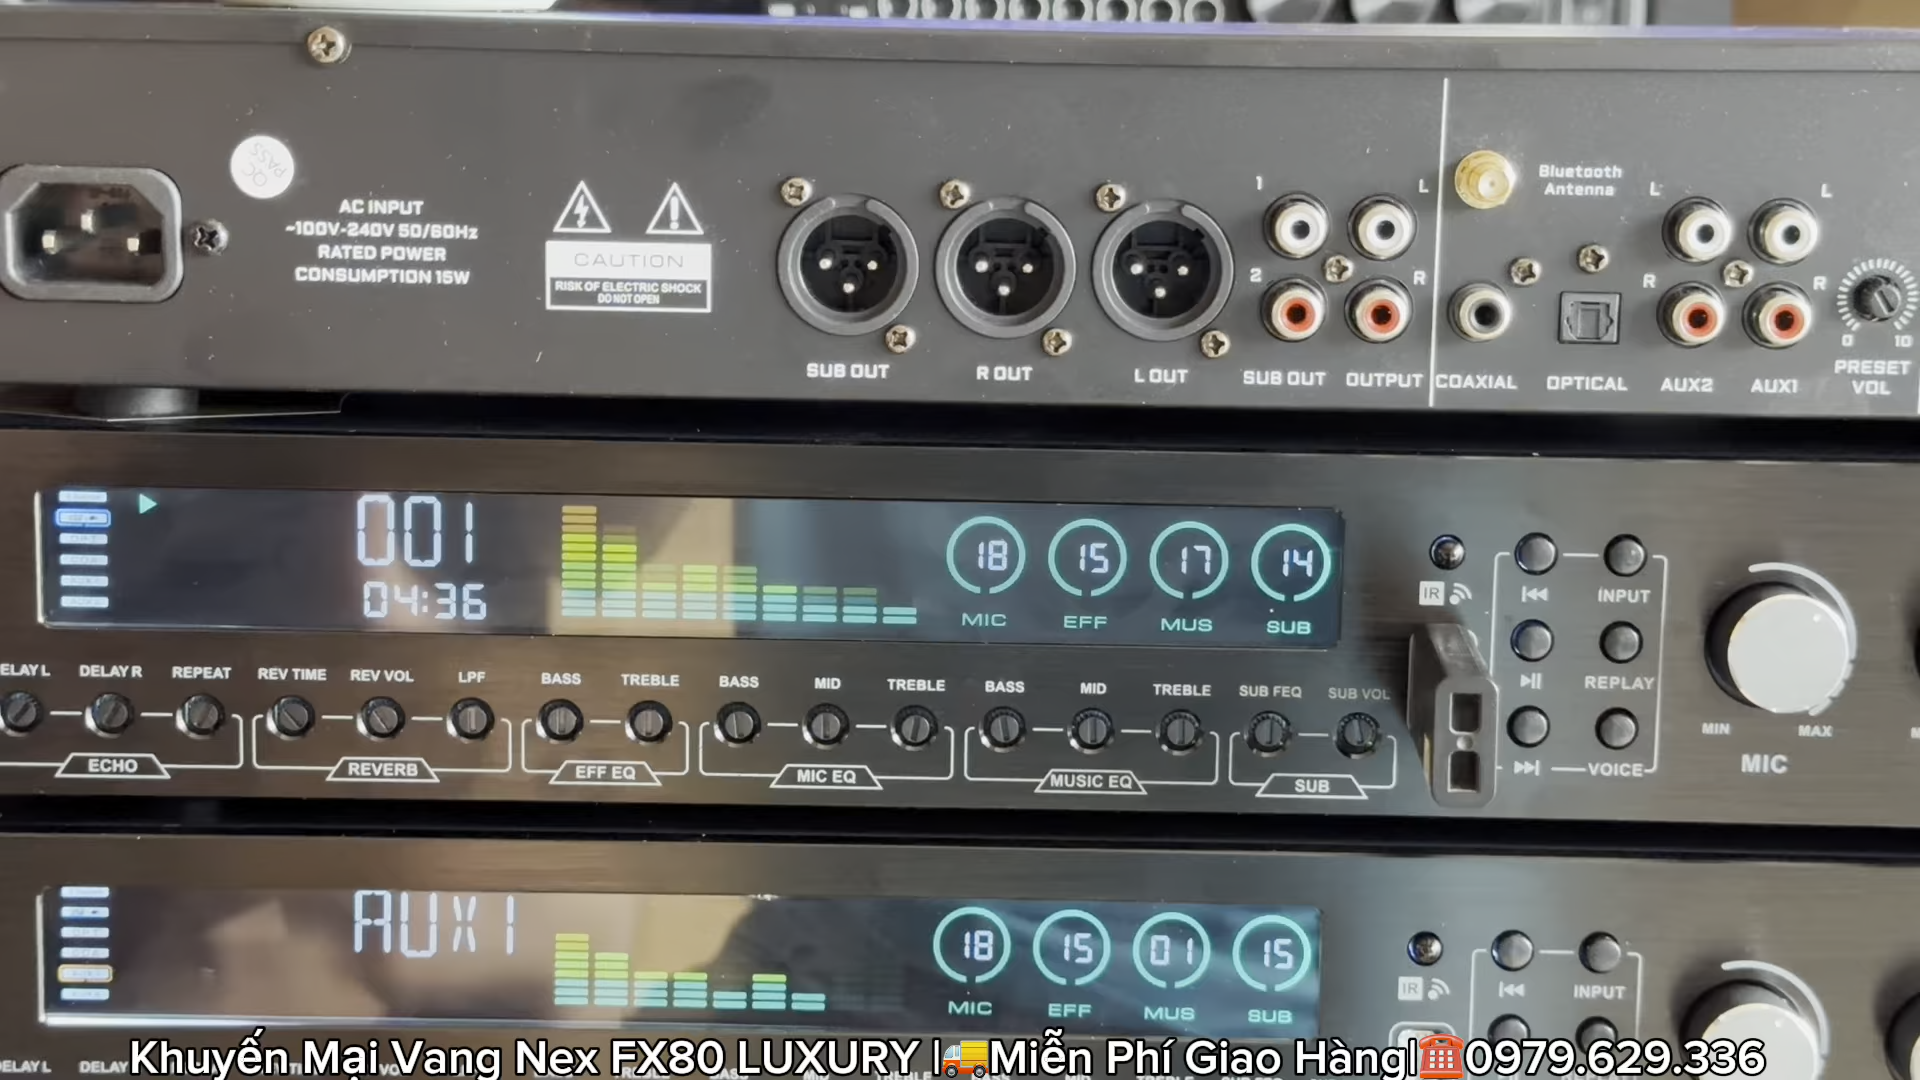 QC PASS
AC INPUT
~100V-240V 50/60Hz
RATED POWER
CONSUMPTION 15W
CAUTION
RISK OF ELECTRIC SHOCK
DO NOT OPEN
SUB OUT
R OUT
L OUT
1
2
SUB OUT
L
R
OUTPUT
COAXIAL
Bluetooth
Antenna
OPTICAL
L
R
AUX2
L
R
AUX1
0 10
PRESET
VOL
001
04:36
18 15 17 14
MIC EFF MUS SUB
IR
INPUT
REPLAY
VOICE
MIN MAX
MIC
ELAY L DELAY R REPEAT REV TIME REV VOL LPF BASS TREBLE BASS MID TREBLE BASS MID TREBLE SUB FEQ SUB VOL
ECHO REVERB EFF EQ MIC EQ MUSIC EQ SUB
AUX1
18 15 01 15
MIC EFF MUS SUB
IR
INPUT
Khuyến Mại Vang Nex FX80 LUXURY |🚚Miễn Phí Giao Hàng|☎️0979.629.336